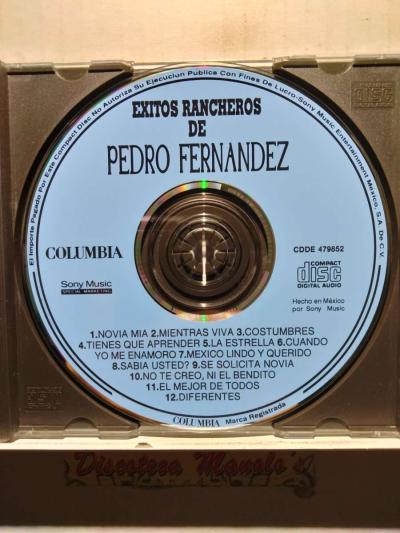 El Importe Pagado Por Este Compact Disc No Autoriza Su Ejecuciun Publica Con Fines De Lucro-Sony Music Entertainment Mexico, S.A. De C.V.
EXITOS RANCHEROS
DE
PEDRO FERNANDEZ
COLUMBIA
CDDE 479852
Sony Music
SPECIAL MARKETING
COMPACT
disc
DIGITAL AUDIO
Hecho en México
por Sony Music
1.NOVIA MIA 2.MIENTRAS VIVA 3.COSTUMBRES
4.TIENES QUE APRENDER 5.LA ESTRELLA 6.CUANDO
YO ME ENAMORO 7.MEXICO LINDO Y QUERIDO
8.SABIA USTED? 9.SE SOLICITA NOVIA
10.NO TE CREO, NI EL BENDITO
11.EL MEJOR DE TODOS
12.DIFERENTES
COLUMBIA Marca Registrada
Discoteca Manolo's